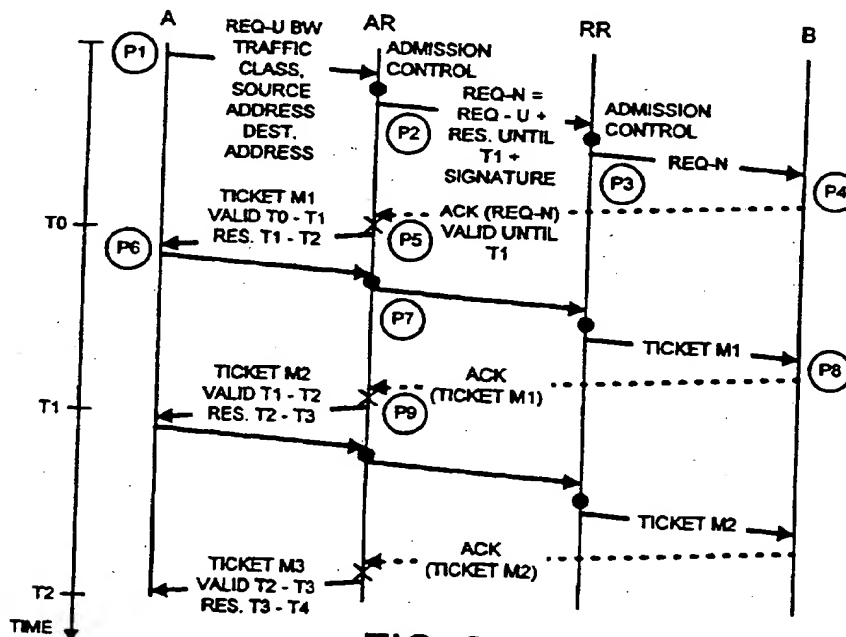 A
AR
RR
B
P1
REQ-U BW
TRAFFIC
CLASS,
SOURCE
ADDRESS
DEST.
ADDRESS
ADMISSION
CONTROL
P2
REQ-N =
REQ - U +
RES. UNTIL
T1 +
SIGNATURE
ADMISSION
CONTROL
P3
REQ-N
P4
T0
TICKET M1
VALID T0 - T1
RES. T1 - T2
P5
ACK (REQ-N)
VALID UNTIL
T1
P6
P7
TICKET M1
P8
T1
TICKET M2
VALID T1 - T2
RES. T2 - T3
P9
ACK
(TICKET M1)
TICKET M2
T2
TICKET M3
VALID T2 - T3
RES. T3 - T4
ACK
(TICKET M2)
TIME